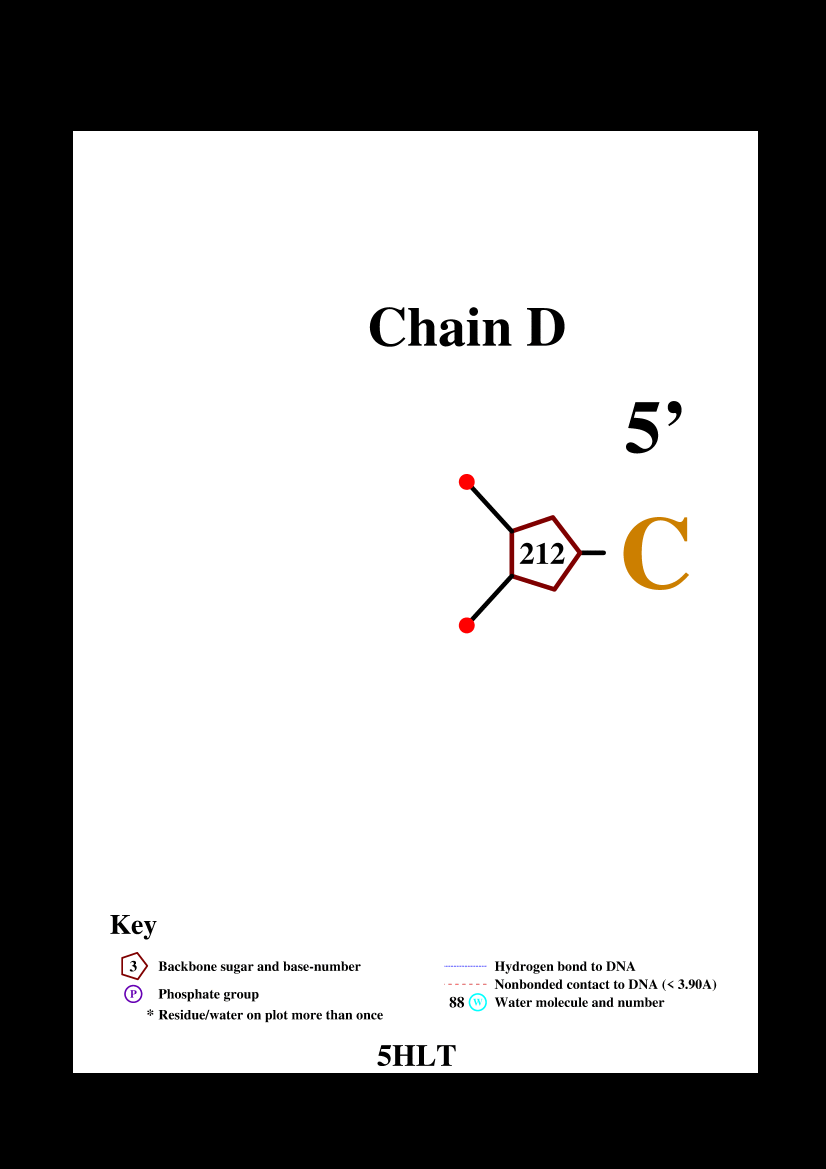 Chain D
5’
212
C
Key
3 Backbone sugar and base-number
P Phosphate group
* Residue/water on plot more than once
Hydrogen bond to DNA
Nonbonded contact to DNA (< 3.90A)
88 W Water molecule and number
5HLT